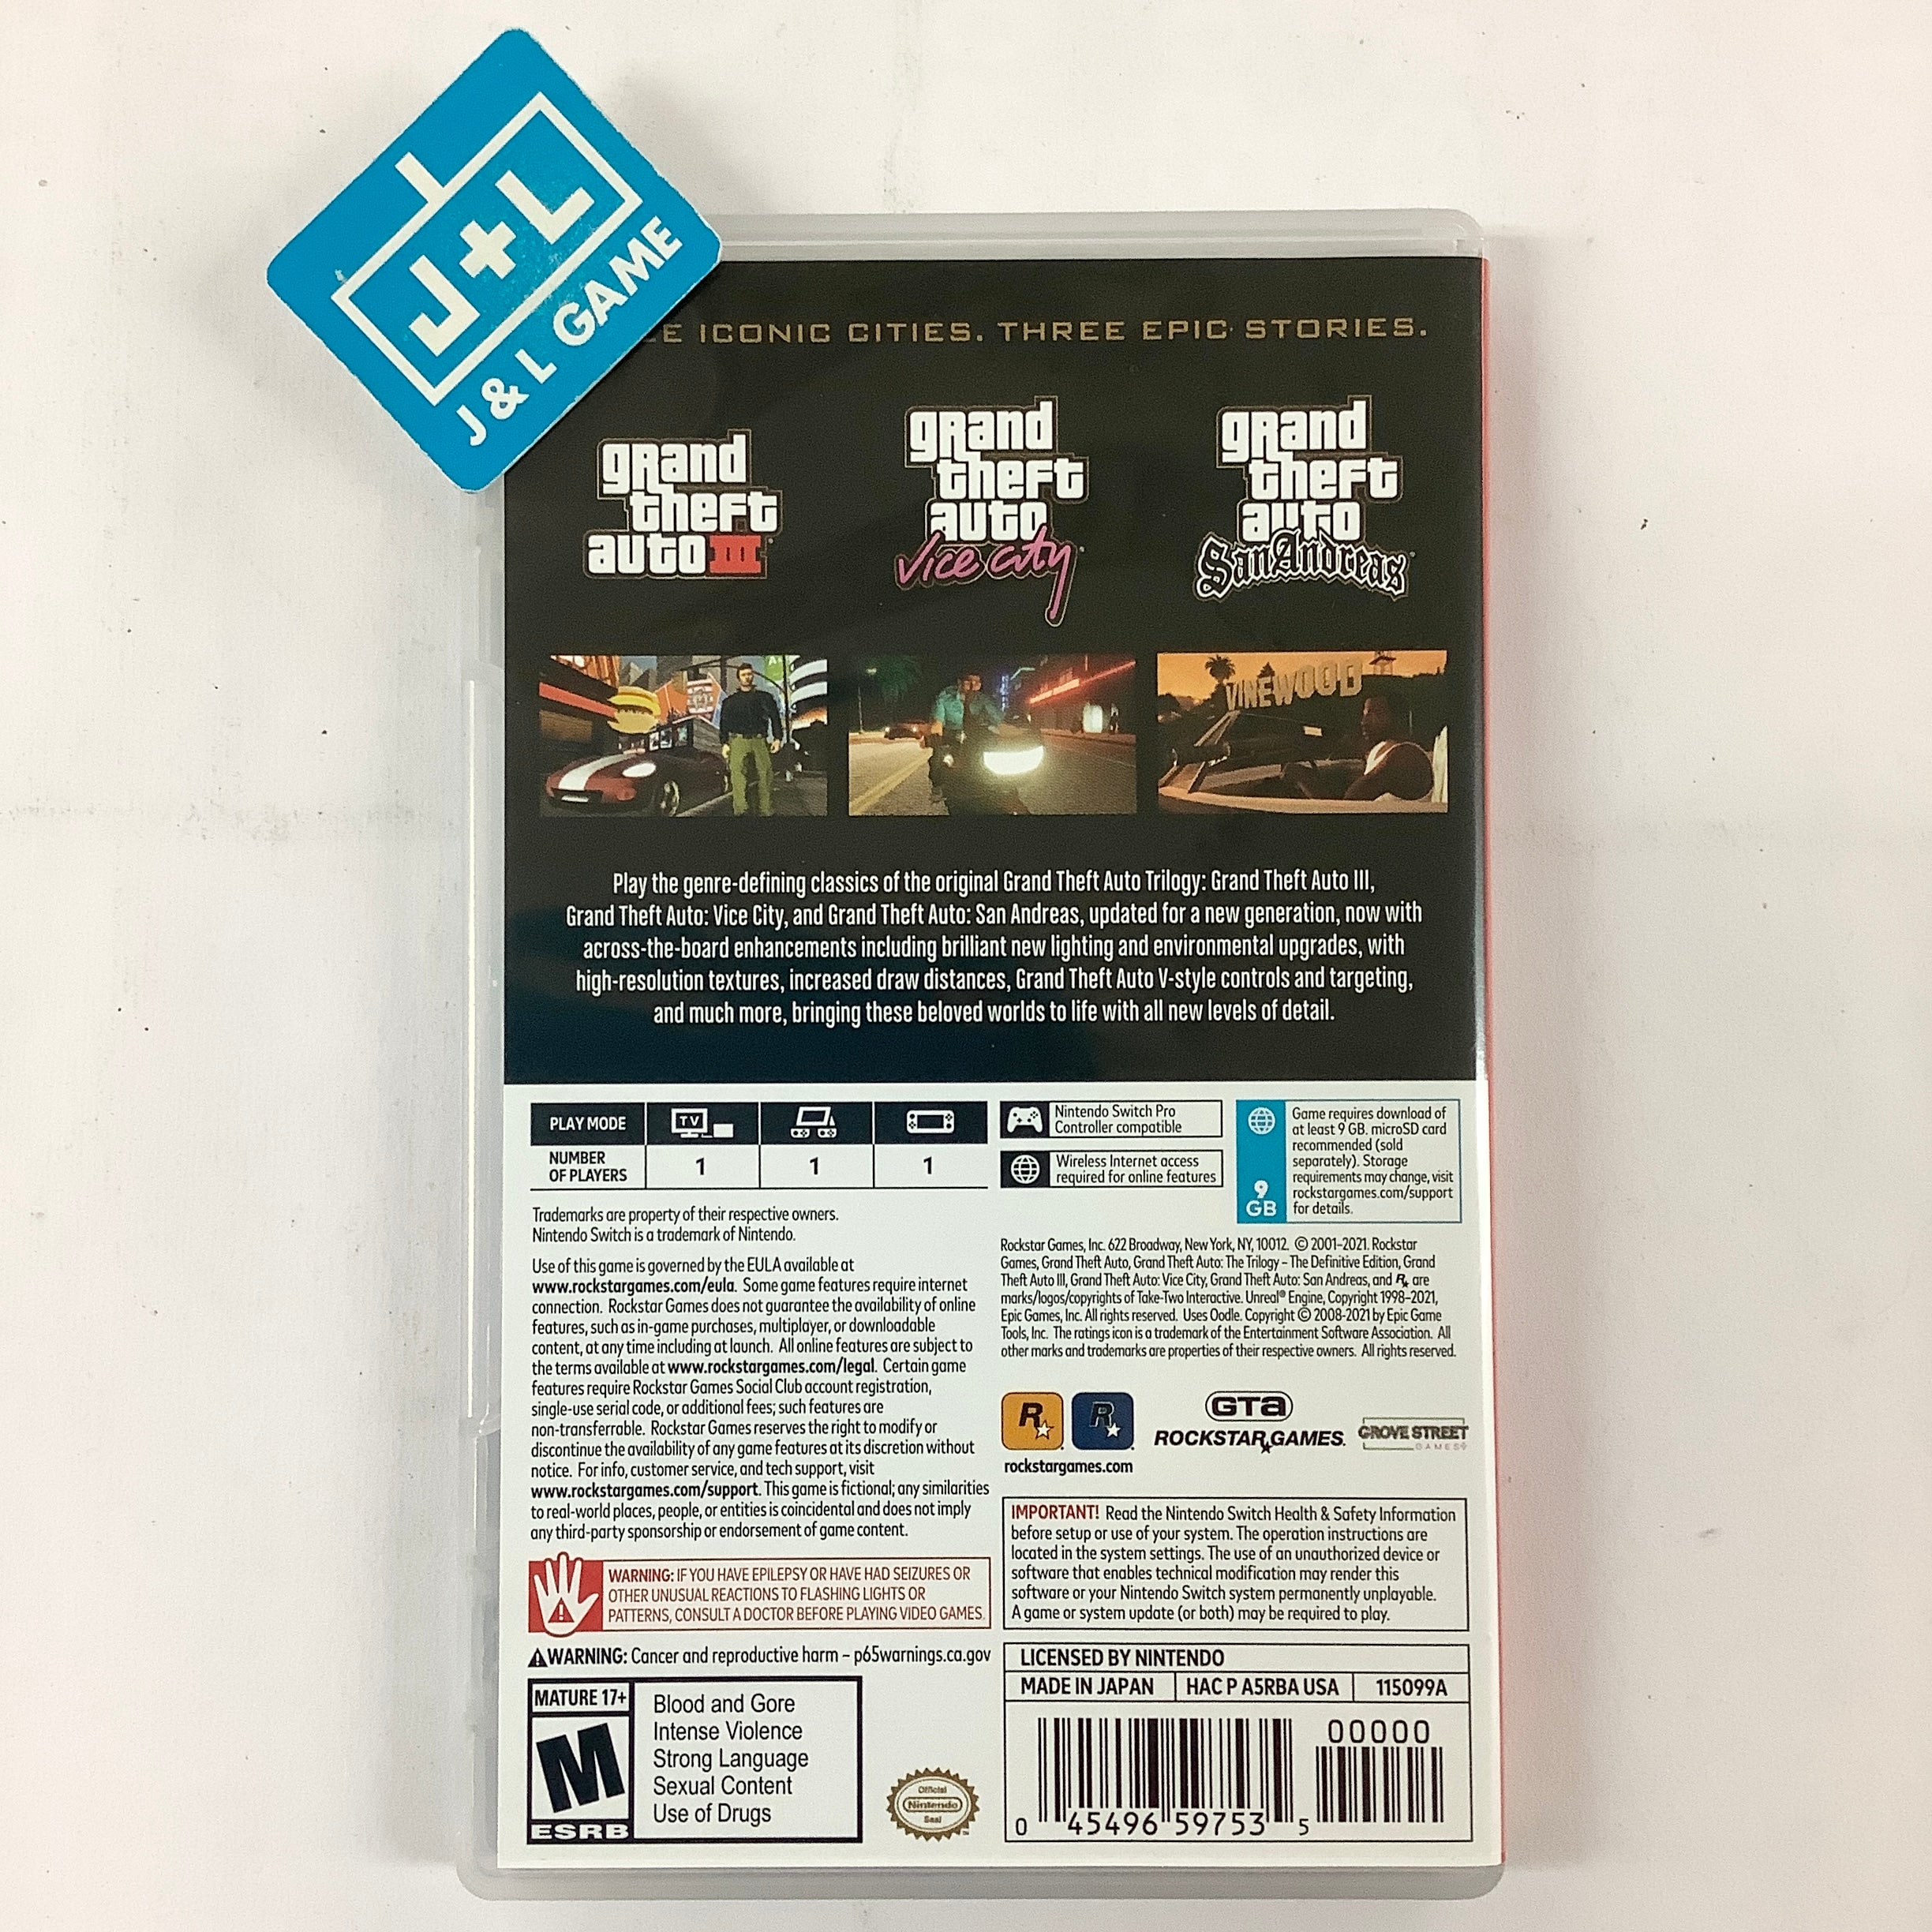 J+L
J & L GAME
ICONIC CITIES. THREE EPIC STORIES.
grand
theft
auto III
grand
theft
auto
Vice City
grand
theft
auto
San Andreas
VINEWOOD
Play the genre-defining classics of the original Grand Theft Auto Trilogy: Grand Theft Auto III,
Grand Theft Auto: Vice City, and Grand Theft Auto: San Andreas, updated for a new generation, now with
across-the-board enhancements including brilliant new lighting and environmental upgrades, with
high-resolution textures, increased draw distances, Grand Theft Auto V-style controls and targeting,
and much more, bringing these beloved worlds to life with all new levels of detail.
PLAY MODE
TV
NUMBER
OF PLAYERS
1
1
1
Nintendo Switch Pro
Controller compatible
Wireless Internet access
required for online features
9
GB
Game requires download of
at least 9 GB. microSD card
recommended (sold
separately). Storage
requirements may change, visit
rockstargames.com/support
for details.
Trademarks are property of their respective owners.
Nintendo Switch is a trademark of Nintendo.
Use of this game is governed by the EULA available at
www.rockstargames.com/eula. Some game features require internet
connection. Rockstar Games does not guarantee the availability of online
features, such as in-game purchases, multiplayer, or downloadable
content, at any time including at launch. All online features are subject to
the terms available at www.rockstargames.com/legal. Certain game
features require Rockstar Games Social Club account registration,
single-use serial code, or additional fees; such features are
non-transferrable. Rockstar Games reserves the right to modify or
discontinue the availability of any game features at its discretion without
notice. For info, customer service, and tech support, visit
www.rockstargames.com/support. This game is fictional; any similarities
to real-world places, people, or entities is coincidental and does not imply
any third-party sponsorship or endorsement of game content.
Rockstar Games, Inc. 622 Broadway, New York, NY, 10012. © 2001-2021. Rockstar
Games, Grand Theft Auto, Grand Theft Auto: The Trilogy – The Definitive Edition, Grand
Theft Auto III, Grand Theft Auto: Vice City, Grand Theft Auto: San Andreas, and R★ are
marks/logos/copyrights of Take-Two Interactive. Unreal® Engine, Copyright 1998-2021,
Epic Games, Inc. All rights reserved. Uses Oodle. Copyright © 2008-2021 by Epic Game
Tools, Inc. The ratings icon is a trademark of the Entertainment Software Association. All
other marks and trademarks are properties of their respective owners. All rights reserved.
R
R
GTA
ROCKSTAR GAMES.
GROVE STREET
GAMES
rockstargames.com
IMPORTANT! Read the Nintendo Switch Health & Safety Information
before setup or use of your system. The operation instructions are
located in the system settings. The use of an unauthorized device or
software that enables technical modification may render this
software or your Nintendo Switch system permanently unplayable.
A game or system update (or both) may be required to play.
WARNING: IF YOU HAVE EPILEPSY OR HAVE HAD SEIZURES OR
OTHER UNUSUAL REACTIONS TO FLASHING LIGHTS OR
PATTERNS, CONSULT A DOCTOR BEFORE PLAYING VIDEO GAMES.
WARNING: Cancer and reproductive harm – p65warnings.ca.gov
MATURE 17+
M
ESRB
Blood and Gore
Intense Violence
Strong Language
Sexual Content
Use of Drugs
Official
Nintendo
Seal
LICENSED BY NINTENDO
MADE IN JAPAN
HAC P A5RBA USA
115099A
00000
0 45496 59753 5